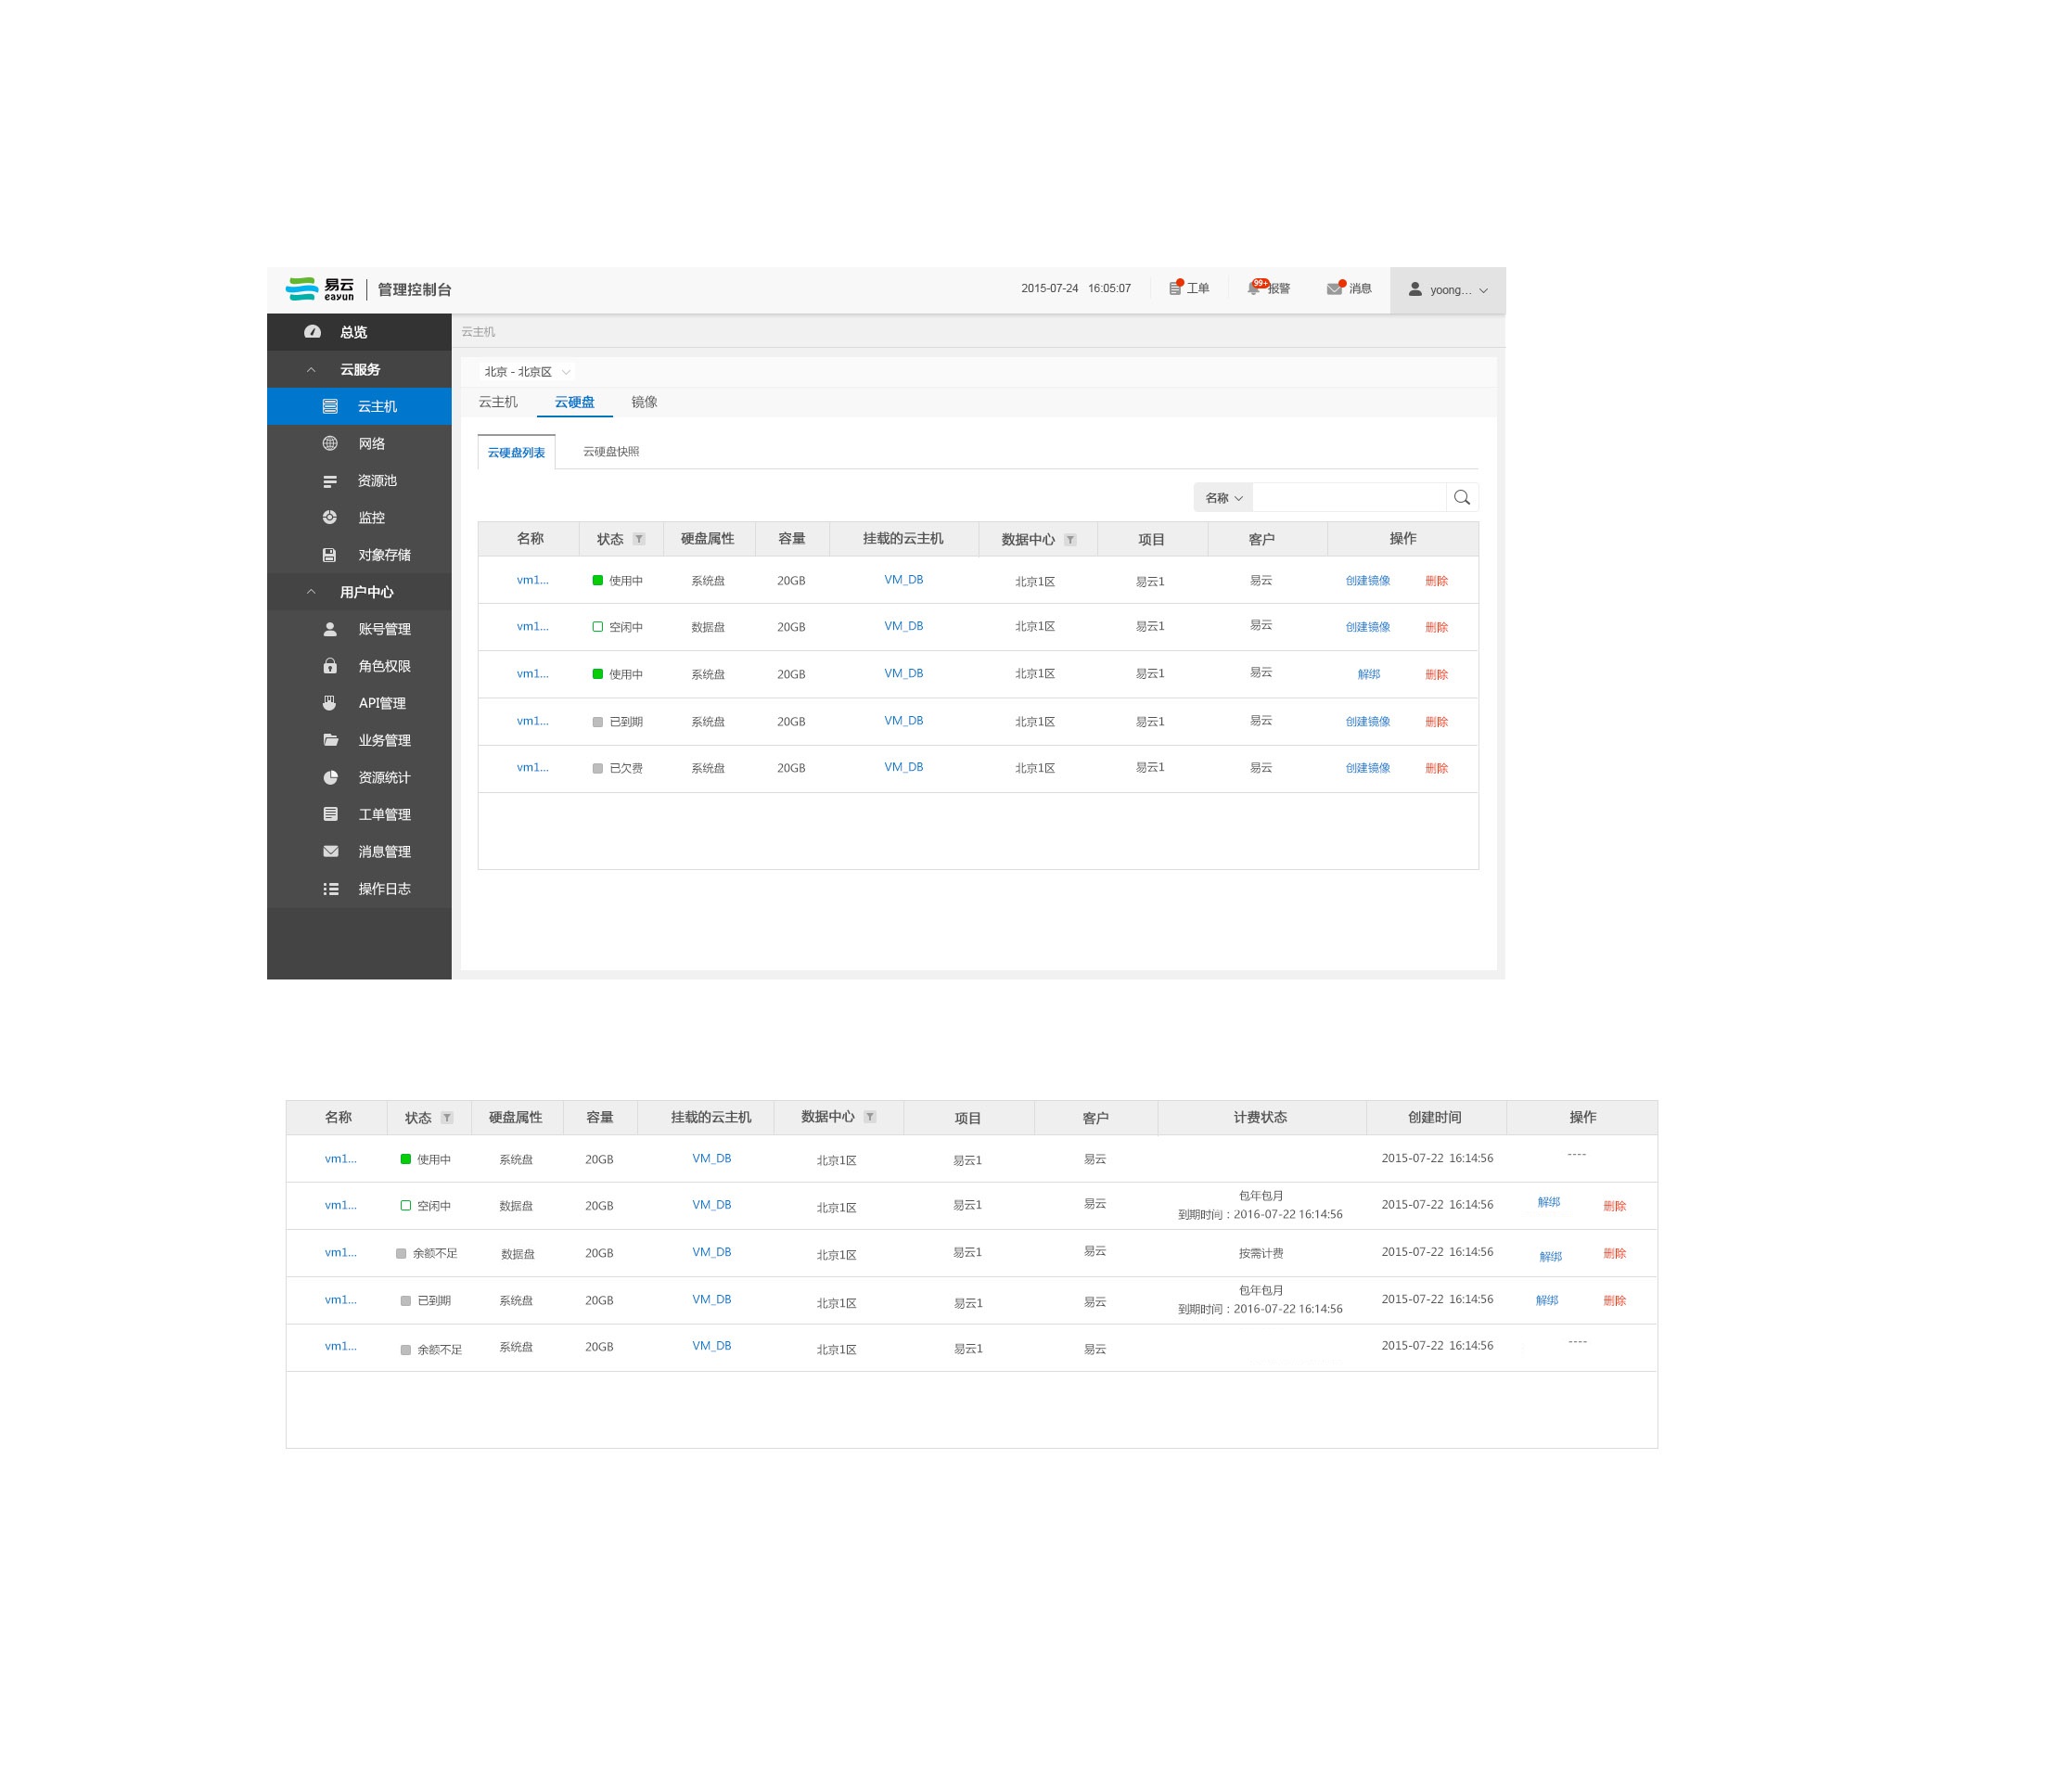 易云 eayun 管理控制台 2015-07-24 16:05:07 工单 99+ 报警 消息 yoong...
总览
云服务
云主机
网络
资源池
监控
对象存储
用户中心
账号管理
角色权限
API管理
业务管理
资源统计
工单管理
消息管理
操作日志
云主机
北京 - 北京区
云主机 云硬盘 镜像
云硬盘列表 云硬盘快照
名称
名称 状态 硬盘属性 容量 挂载的云主机 数据中心 项目 客户 操作
vm1... 使用中 系统盘 20GB VM_DB 北京1区 易云1 易云 创建镜像 删除
vm1... 空闲中 数据盘 20GB VM_DB 北京1区 易云1 易云 创建镜像 删除
vm1... 使用中 系统盘 20GB VM_DB 北京1区 易云1 易云 解绑 删除
vm1... 已到期 系统盘 20GB VM_DB 北京1区 易云1 易云 创建镜像 删除
vm1... 已欠费 系统盘 20GB VM_DB 北京1区 易云1 易云 创建镜像 删除
名称 状态 硬盘属性 容量 挂载的云主机 数据中心 项目 客户 计费状态 创建时间 操作
vm1... 使用中 系统盘 20GB VM_DB 北京1区 易云1 易云 2015-07-22 16:14:56 ----
vm1... 空闲中 数据盘 20GB VM_DB 北京1区 易云1 易云 包年包月 2015-07-22 16:14:56 解绑 删除
到期时间：2016-07-22 16:14:56
vm1... 余额不足 数据盘 20GB VM_DB 北京1区 易云1 易云 按需计费 2015-07-22 16:14:56 解绑 删除
vm1... 已到期 系统盘 20GB VM_DB 北京1区 易云1 易云 包年包月 2015-07-22 16:14:56 解绑 删除
到期时间：2016-07-22 16:14:56
vm1... 余额不足 系统盘 20GB VM_DB 北京1区 易云1 易云 2015-07-22 16:14:56 ----